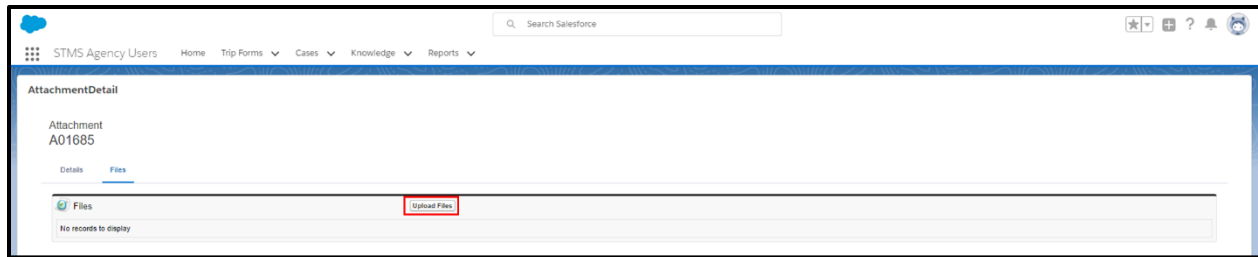 Search Salesforce
STMS Agency Users Home Trip Forms Cases Knowledge Reports
AttachmentDetail
Attachment
A01685
Details Files
Files Upload Files
No records to display